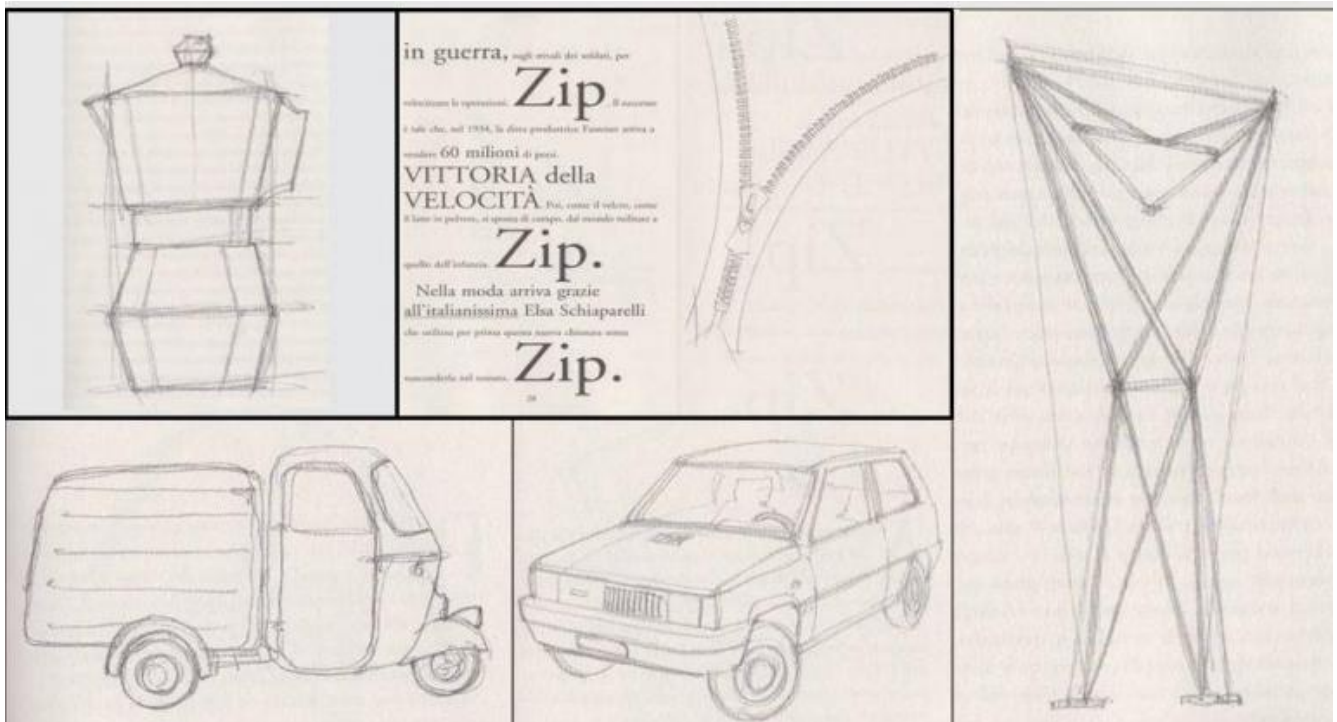 in guerra, sugli stivali dei soldati, per
velocizzare le operazioni. Zip. Il successo
è tale che, nel 1934, la ditta produttrice Fastener arriva a
vendere 60 milioni di pezzi.
VITTORIA della
VELOCITÀ. Poi, come il velcro, come
il latte in polvere, si sposta di campo, dal mondo militare a
quello dell'infanzia. Zip.
Nella moda arriva grazie
all'italianissima Elsa Schiaparelli
che utilizza per prima questa nuova chiusura senza
nasconderla nel tessuto. Zip.
28